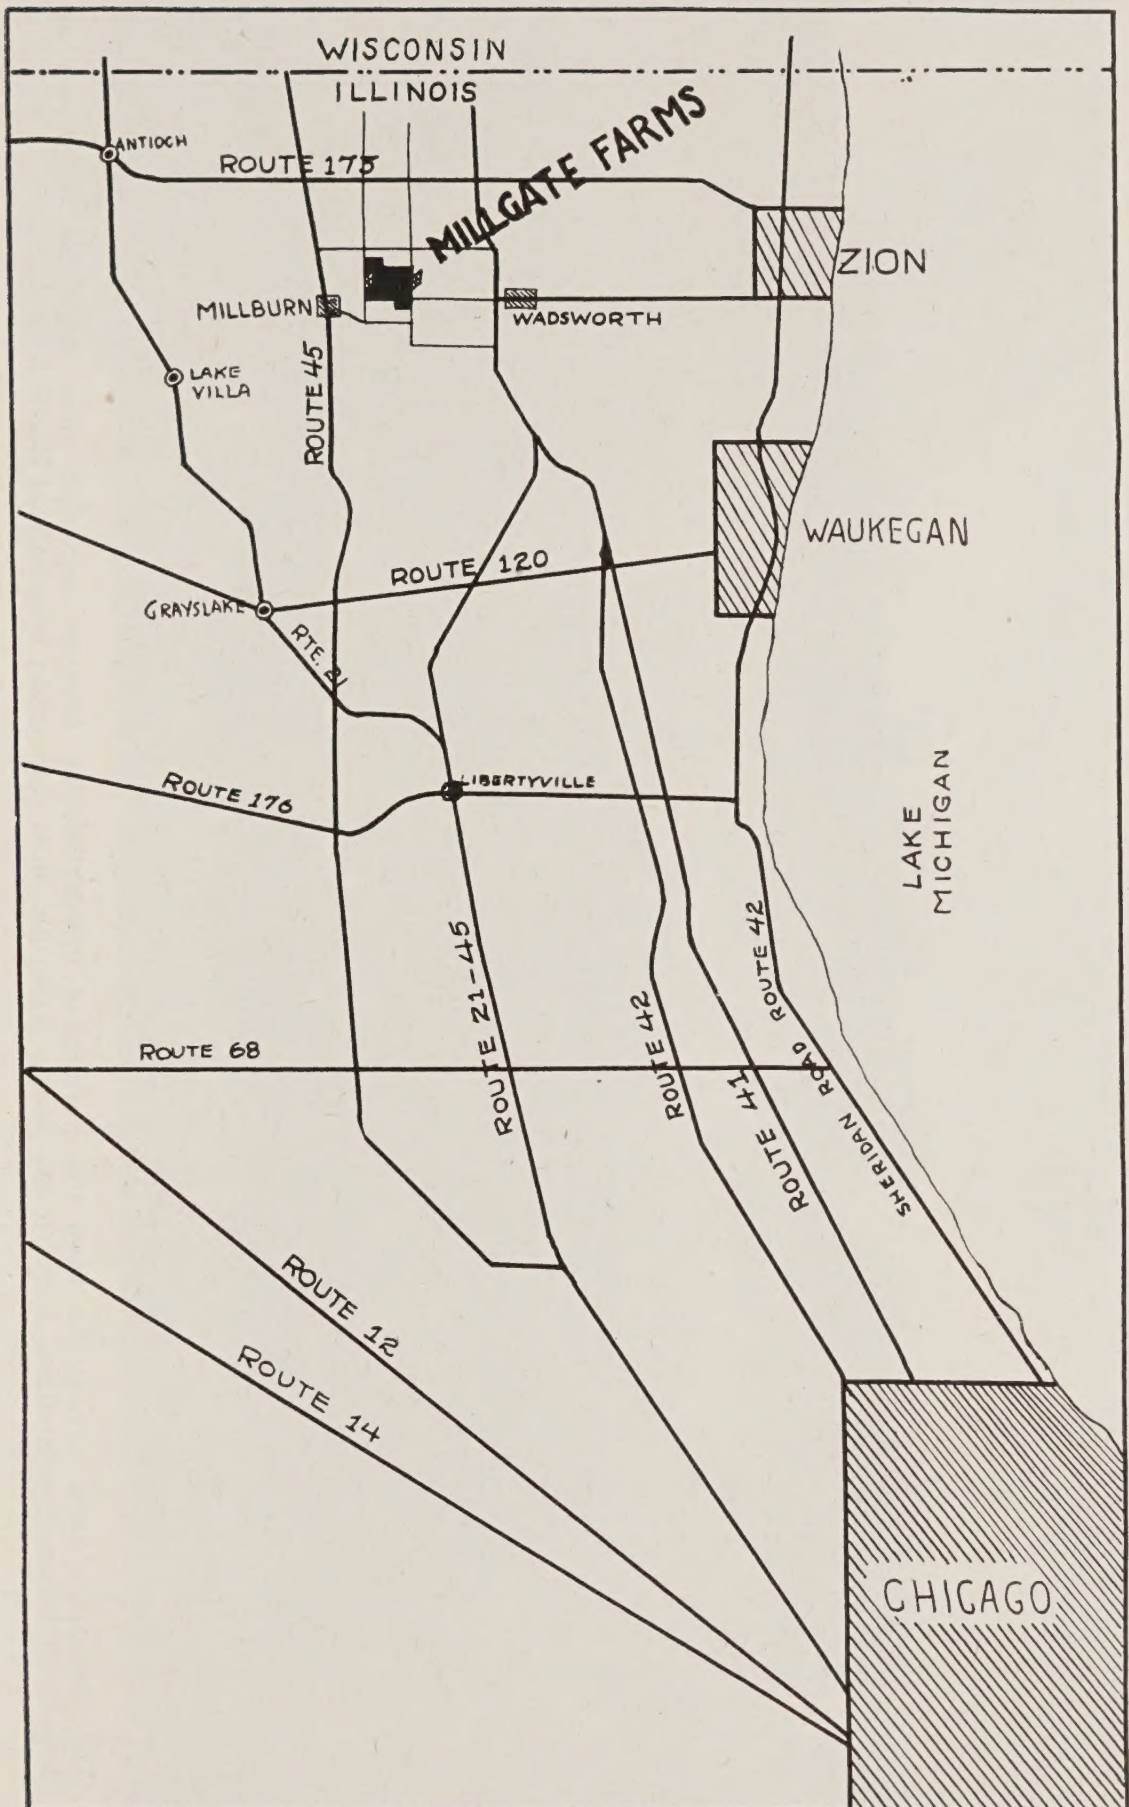 WISCONSIN
ILLINOIS
MILLGATE FARMS
ANTIOCH
ROUTE 173
ZION
MILLBURN
WADSWORTH
LAKE
VILLA
ROUTE 45
WAUKEGAN
ROUTE 120
GRAYSLAKE
RTE. 21
LIBERTYVILLE
ROUTE 176
LAKE
MICHIGAN
ROUTE 42
ROUTE 21-45
ROUTE 42
ROUTE 68
ROUTE 41
SHERIDAN ROAD
ROUTE 12
ROUTE 14
CHICAGO